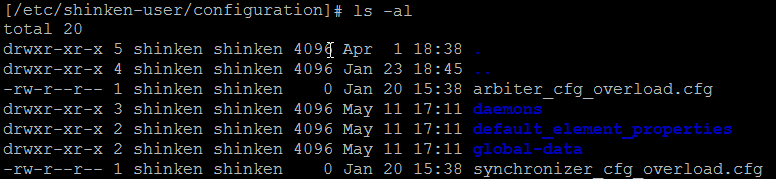 [/etc/shinken-user/configuration]# ls -al
total 20
drwxr-xr-x 5 shinken shinken 4096 Apr  1 18:38 .
drwxr-xr-x 4 shinken shinken 4096 Jan 23 18:45 ..
-rw-r--r-- 1 shinken shinken    0 Jan 20 15:38 arbiter_cfg_overload.cfg
drwxr-xr-x 3 shinken shinken 4096 May 11 17:11 daemons
drwxr-xr-x 2 shinken shinken 4096 May 11 17:11 default_element_properties
drwxr-xr-x 2 shinken shinken 4096 May 11 17:11 global-data
-rw-r--r-- 1 shinken shinken    0 Jan 20 15:38 synchronizer_cfg_overload.cfg